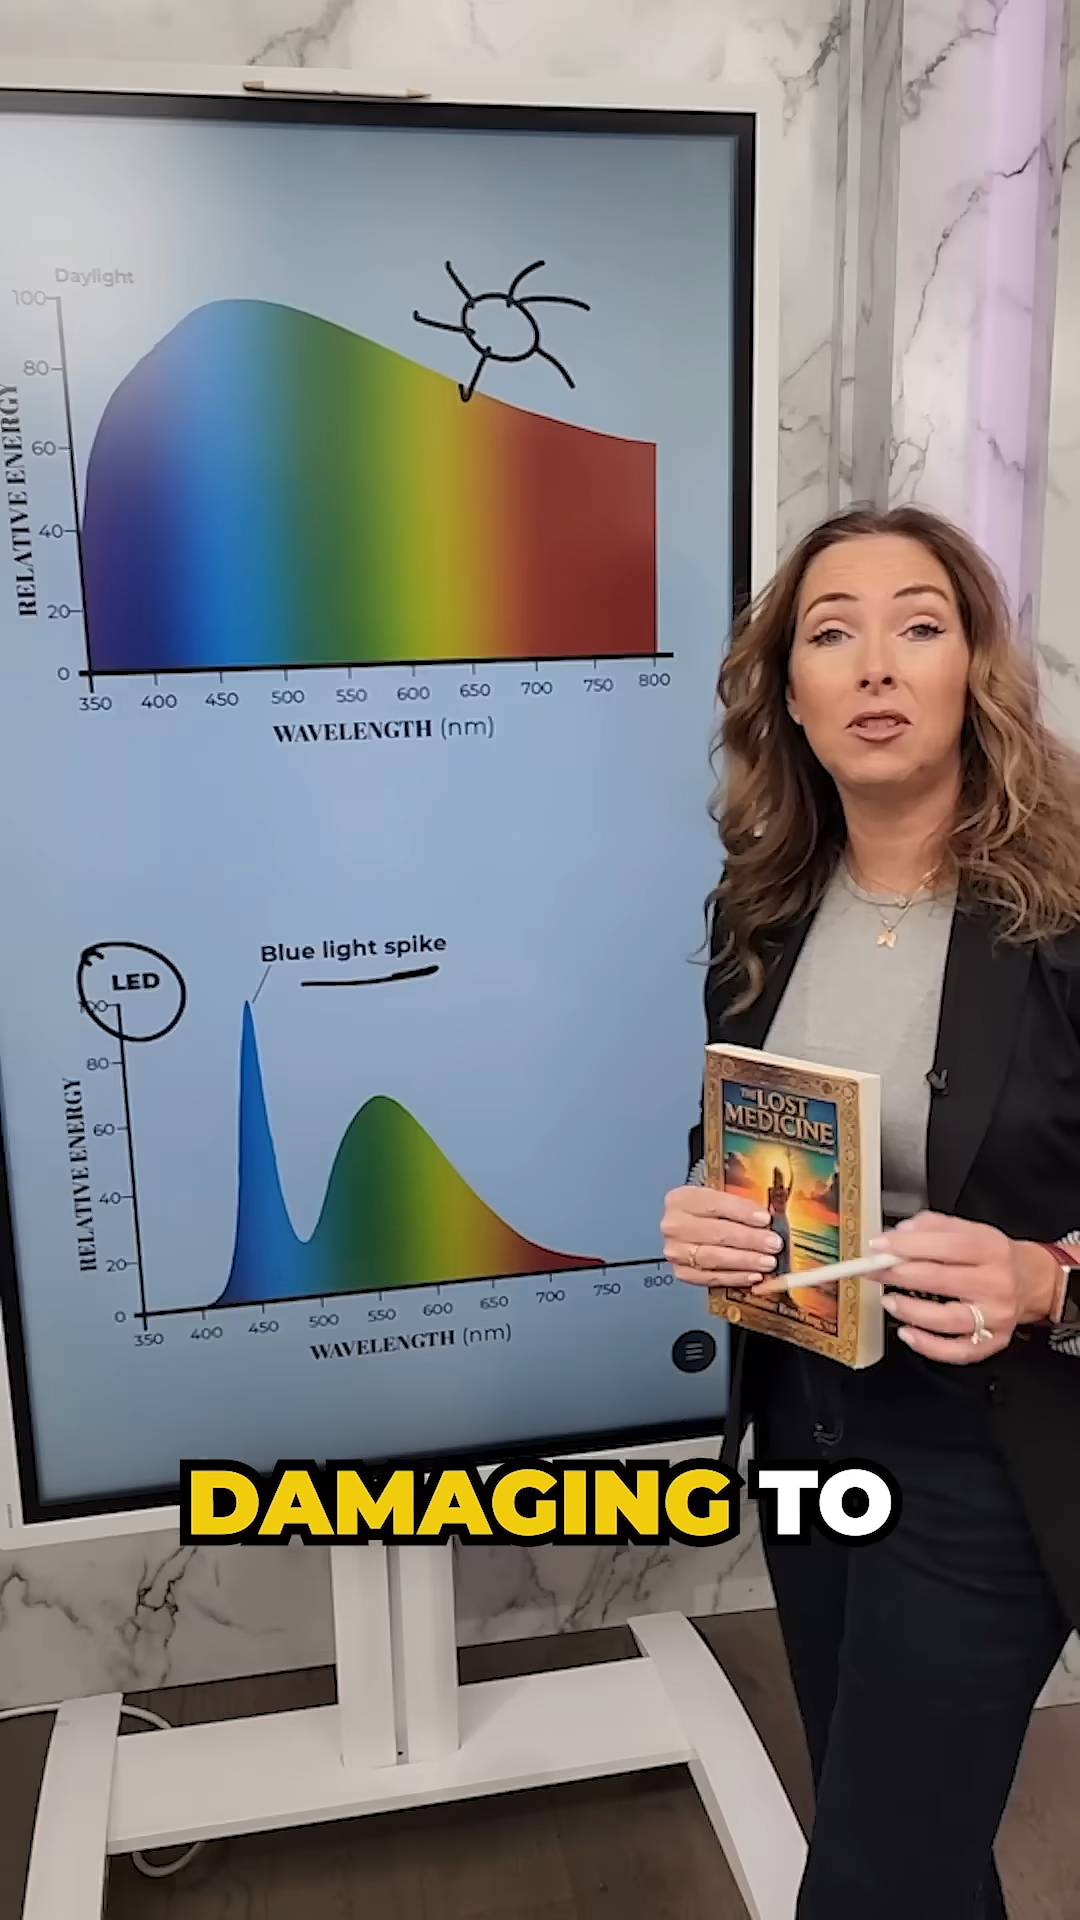 Daylight
100
80
60
40
20
0
RELATIVE ENERGY
350 400 450 500 550 600 650 700 750 800
WAVELENGTH (nm)
Blue light spike
LED
100
80
60
40
20
0
RELATIVE ENERGY
350 400 450 500 550 600 650 700 750 800
WAVELENGTH (nm)
THE LOST
MEDICINE
DAMAGING TO